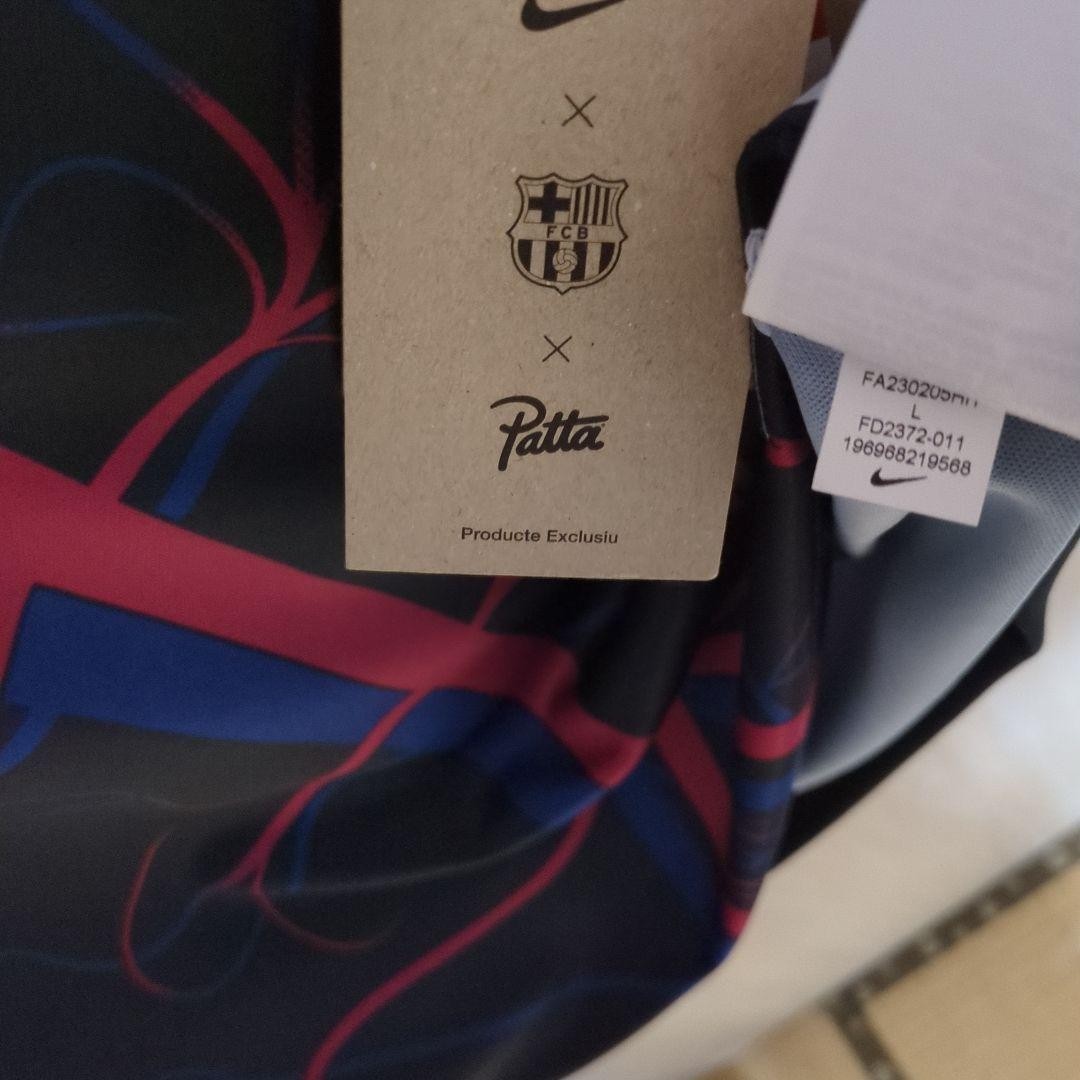 ×
FCB
×
Patta
Producte Exclusiu
L
FD2372-011
196968219568